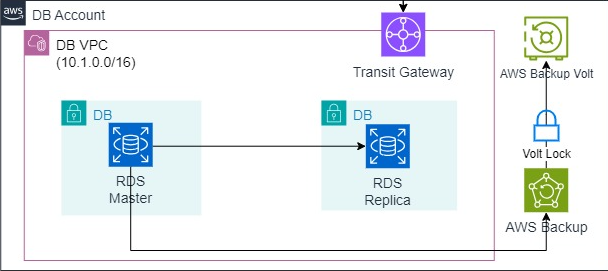 aws
DB Account
DB VPC
(10.1.0.0/16)
Transit Gateway
AWS Backup Volt
DB
DB
RDS
Master
RDS
Replica
Volt Lock
AWS Backup